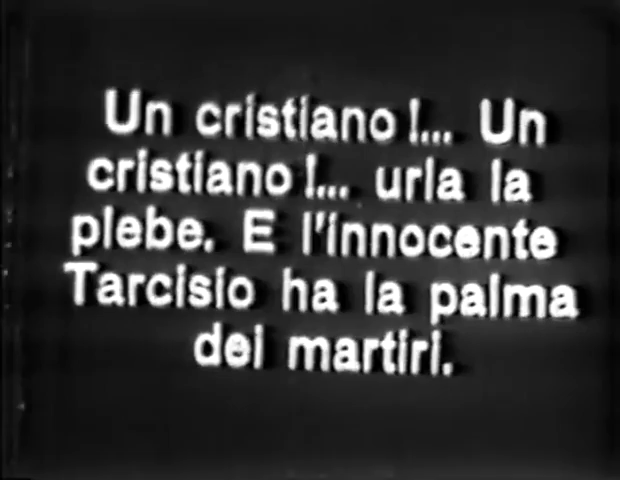 Un cristiano!... Un
cristiano!... urla la
plebe. E l'innocente
Tarcisio ha la palma
dei martiri.